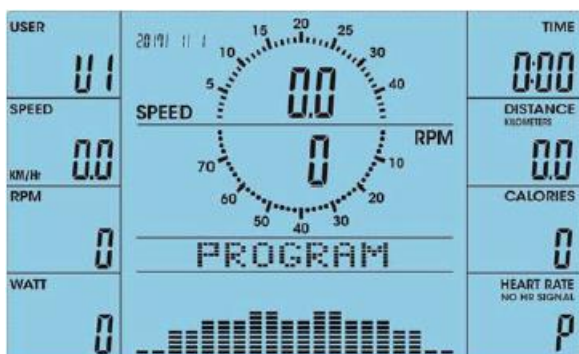 USER
U1
SPEED
KM/Hr 0.0
RPM
0
WATT
0
5 10 15 20 25 30 40
SPEED
0.0
0
RPM
10 20 30 40 50 60 70
PROGRAM
TIME
0:00
DISTANCE
KILOMETERS
0.0
CALORIES
0
HEART RATE
NO HR SIGNAL
P